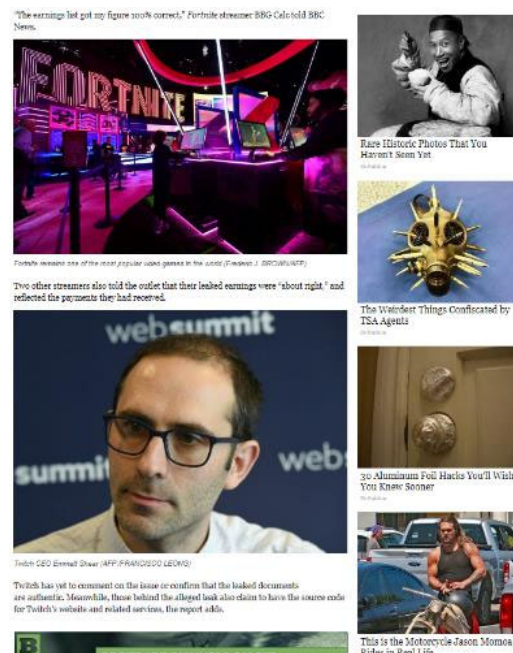 "The earnings list got my figure 100% correct," Fortnite streamer BBG Calc told BBC
News.
FORTNITE
Fortnite remains one of the most popular video games in the world (Frederic J. BROWN/AFP)
Two other streamers also told the outlet that their leaked earnings were "about right," and
reflected the payments they had received.
websummit
summit
web
Twitch CEO Emmett Shear (AFP/FRANCISCO LEONG)
Twitch has yet to comment on the issue or confirm that the leaked documents
are authentic. Meanwhile, those behind the alleged leak also claim to have the source code
for Twitch's website and related services, the report adds.
B
Rare Historic Photos That You
Haven't Seen Yet
The Weirdest Things Confiscated by
TSA Agents
30 Aluminum Foil Hacks You'll Wish
You Knew Sooner
This is the Motorcycle Jason Momoa
Rides in Real Life